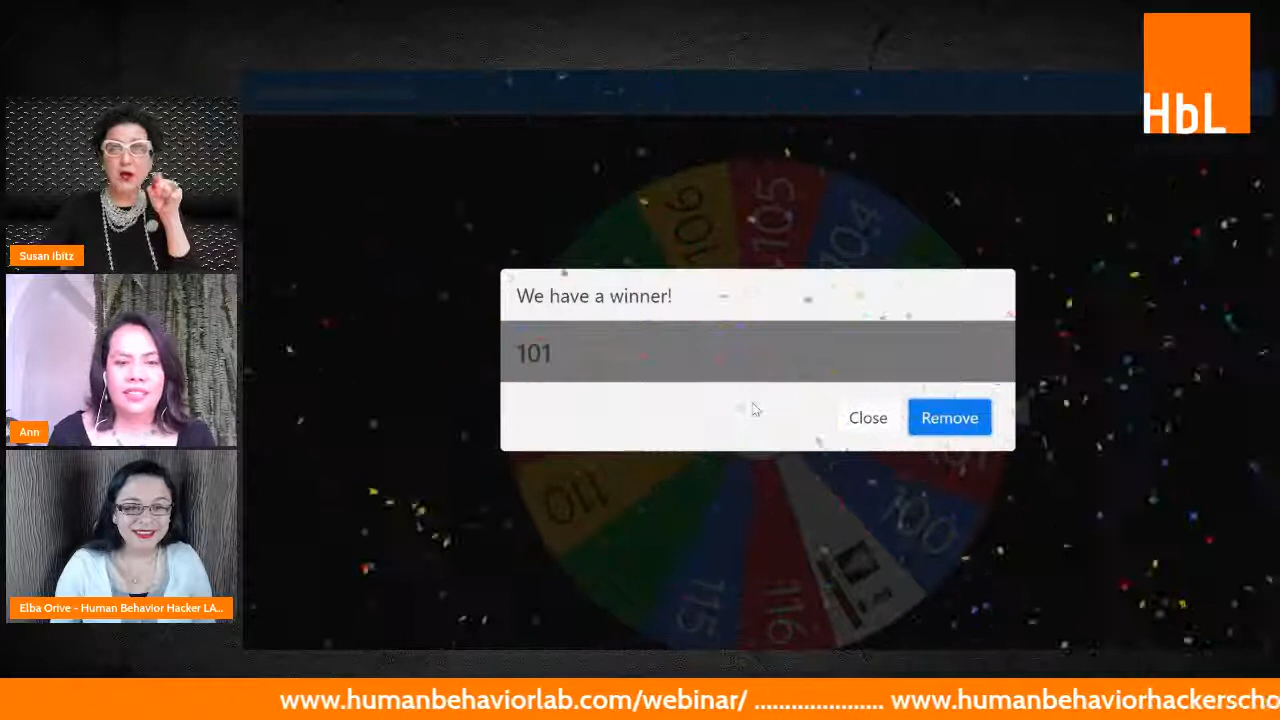 HbL
Susan Ibitz
Ann
Elba Orive - Human Behavior Hacker LA...
106
105
104
We have a winner!
101
Close
Remove
110
100
115
116
www.humanbehaviorlab.com/webinar/ ...................... www.humanbehaviorhackerscho